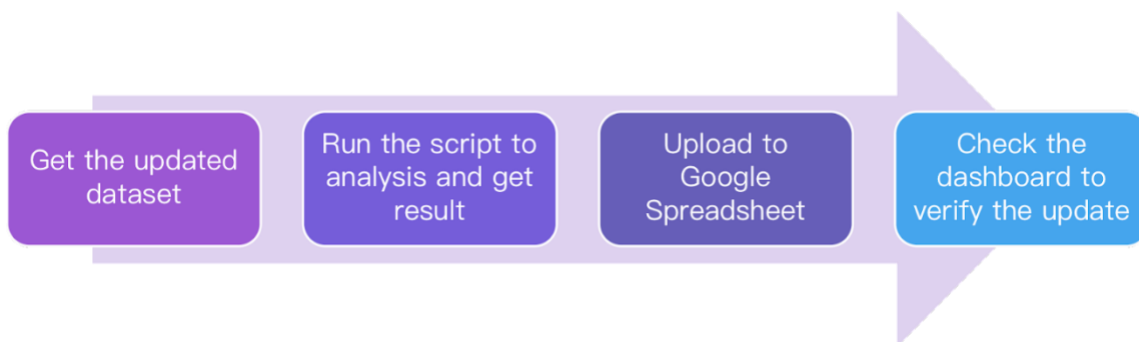 Get the updated
dataset
Run the script to
analysis and get
result
Upload to
Google
Spreadsheet
Check the
dashboard to
verify the update